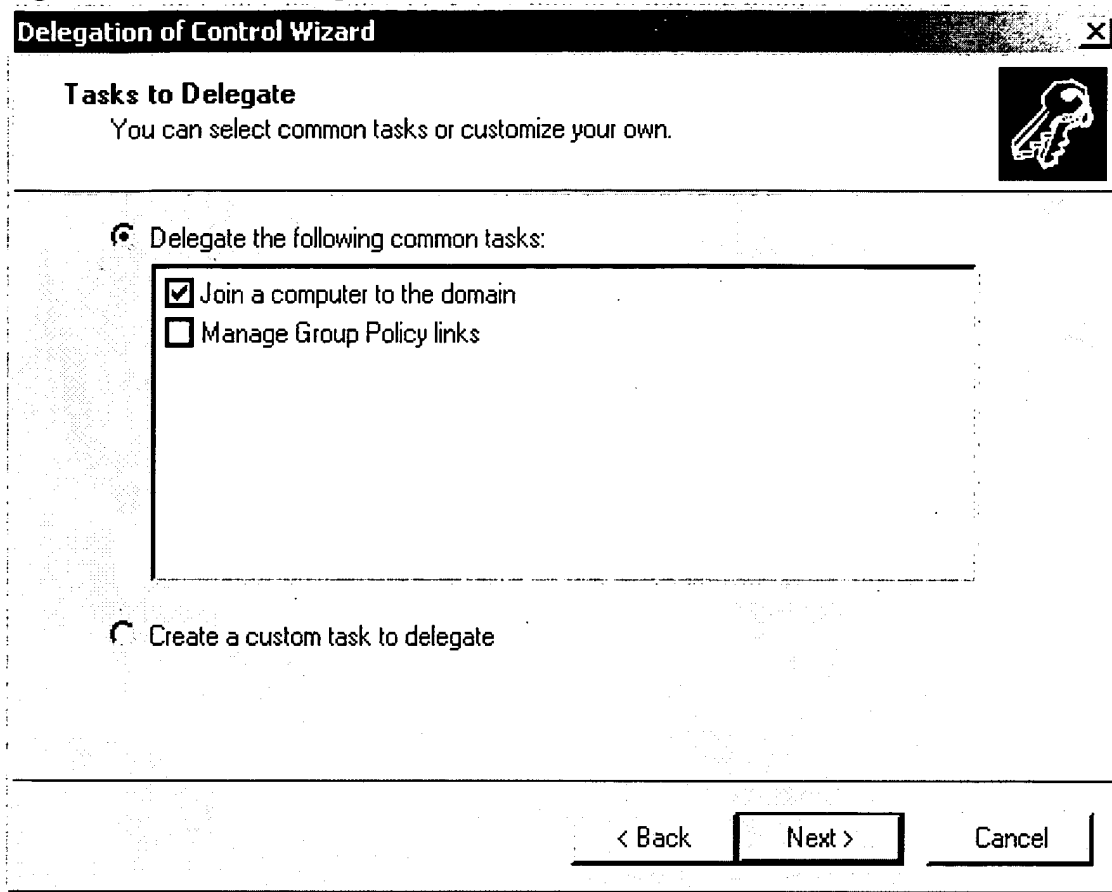 Delegation of Control Wizard
Tasks to Delegate
You can select common tasks or customize your own.
Delegate the following common tasks:
Join a computer to the domain
Manage Group Policy links
Create a custom task to delegate
< Back Next > Cancel